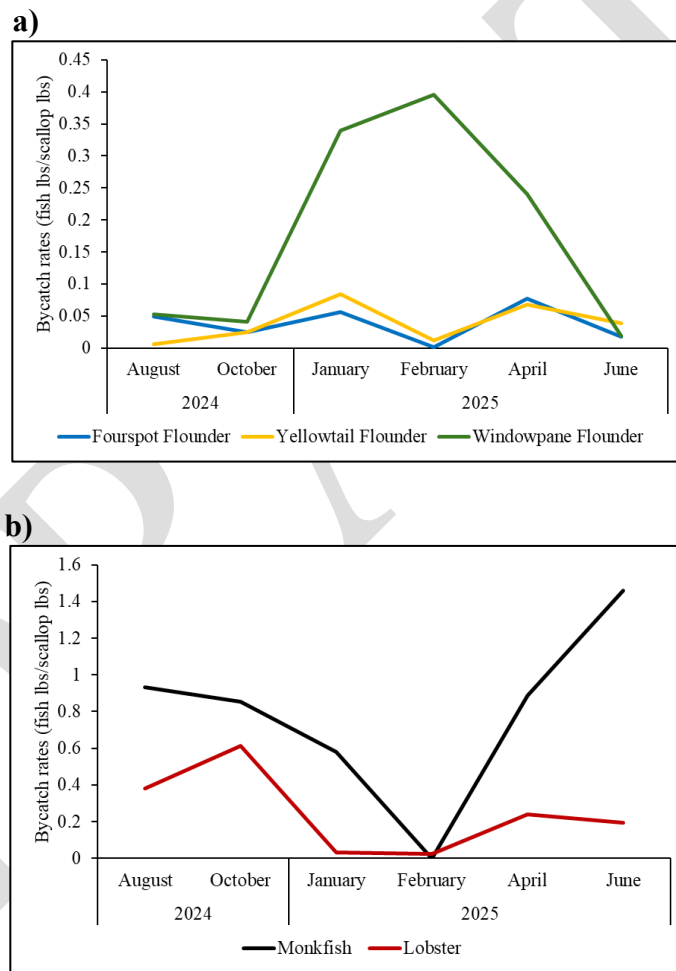 a)
Bycatch rates (fish lbs/scallop lbs)
0.45
0.4
0.35
0.3
0.25
0.2
0.15
0.1
0.05
0
August October January February April June
2024 2025
Fourspot Flounder Yellowtail Flounder Windowpane Flounder
b)
Bycatch rates (fish lbs/scallop lbs)
1.6
1.4
1.2
1
0.8
0.6
0.4
0.2
0
August October January February April June
2024 2025
Monkfish Lobster